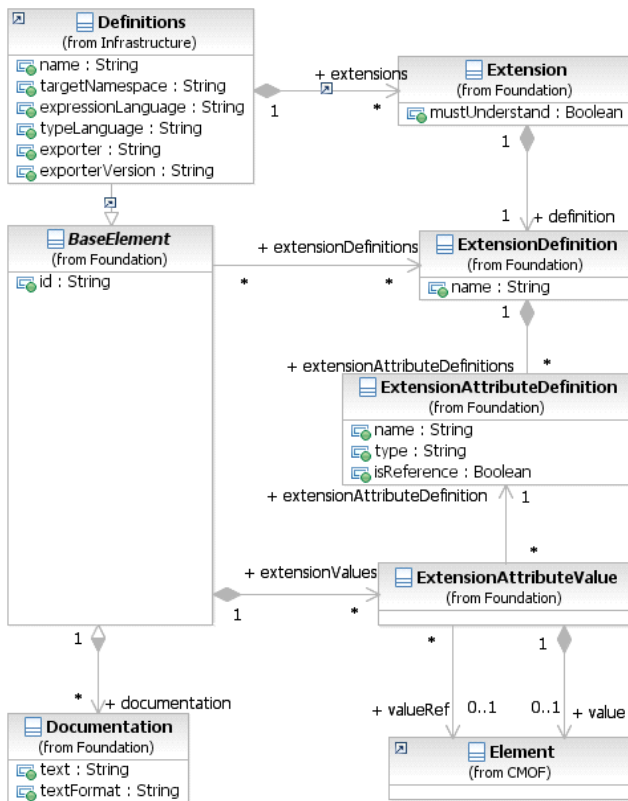 Definitions
(from Infrastructure)
name : String
targetNamespace : String
expressionLanguage : String
typeLanguage : String
exporter : String
exporterVersion : String
+ extensions
1
*
Extension
(from Foundation)
mustUnderstand : Boolean
1
1
+ definition
BaseElement
(from Foundation)
id : String
+ extensionDefinitions
*
*
ExtensionDefinition
(from Foundation)
name : String
1
*
+ extensionAttributeDefinitions
ExtensionAttributeDefinition
(from Foundation)
name : String
type : String
isReference : Boolean
+ extensionAttributeDefinition
1
*
+ extensionValues
1
*
ExtensionAttributeValue
(from Foundation)
1
*
+ documentation
*
1
+ valueRef
0..1
0..1
+ value
Documentation
(from Foundation)
text : String
textFormat : String
Element
(from CMOF)